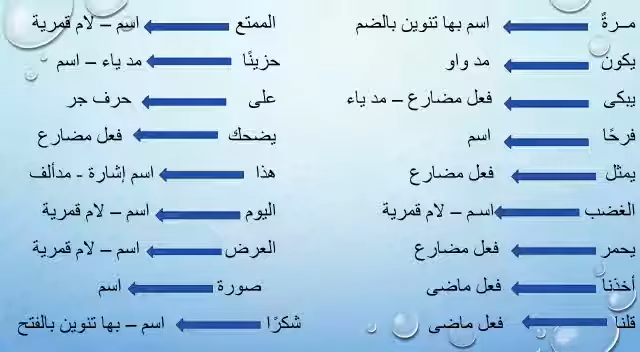 مـرةً اسم بها تنوين بالضم
يكون مد واو
يبكى فعل مضارع – مد ياء
فرحًا اسم
يمثل فعل مضارع
الغضب اسم – لام قمرية
يحمر فعل مضارع
أخذنا فعل ماضى
قلنا فعل ماضى
الممتع اسم – لام قمرية
حزينًا مد ياء – اسم
على حرف جر
يضحك فعل مضارع
هذا اسم إشارة - مدألف
اليوم اسم – لام قمرية
العرض اسم – لام قمرية
صورة اسم
شكرًا اسم – بها تنوين بالفتح